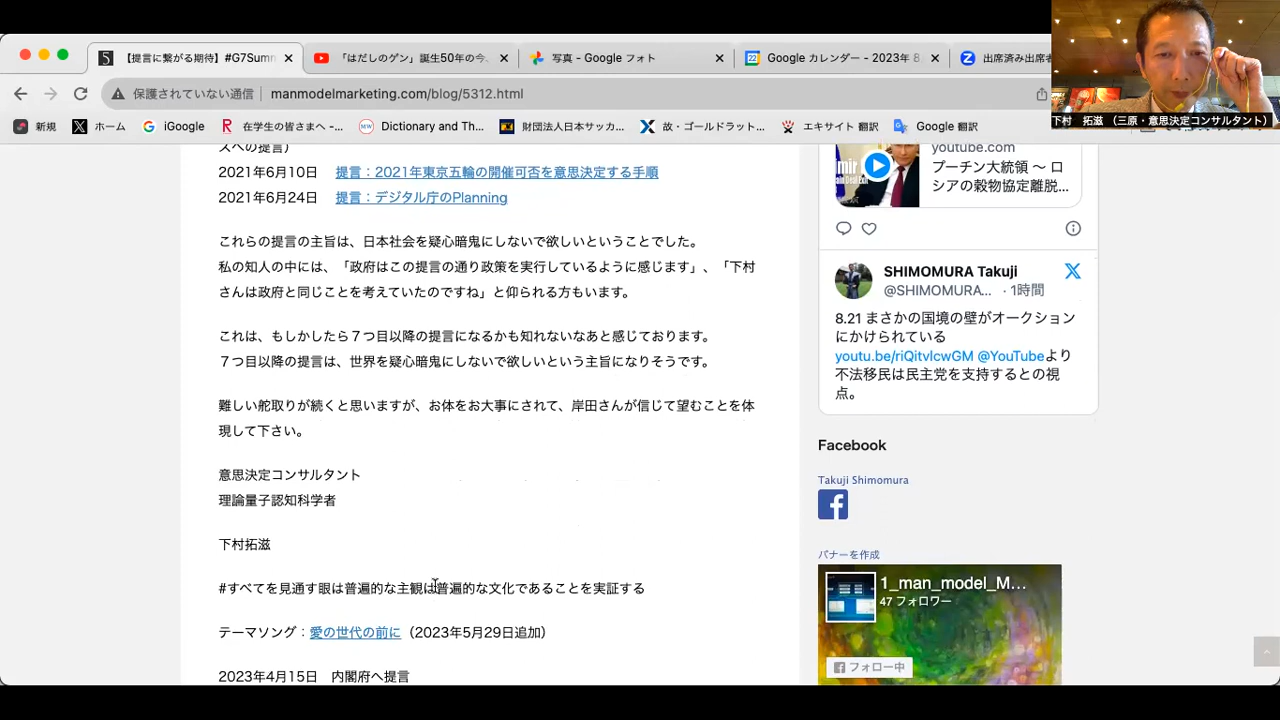 【提言に繋がる期待】#G7Sumn
「はだしのゲン」誕生50年の今、
写真 - Google フォト
Google カレンダー - 2023年 8
出席済み出席者
保護されていない通信
manmodelmarketing.com/blog/5312.html
下村 拓滋 （三原・意思決定コンサルタント）
新規
ホーム
iGoogle
在学生の皆さまへ -...
Dictionary and Th...
財団法人日本サッカ...
故・ゴールドラット...
エキサイト 翻訳
Google 翻訳
スへの提言）
2021年6月10日 提言：2021年東京五輪の開催可否を意思決定する手順
2021年6月24日 提言：デジタル庁のPlanning
これらの提言の主旨は、日本社会を疑心暗鬼にしないで欲しいということでした。
私の知人の中には、「政府はこの提言の通り政策を実行しているように感じます」、「下村
さんは政府と同じことを考えていたのですね」と仰られる方もいます。
これは、もしかしたら７つ目以降の提言になるかも知れないなあと感じております。
７つ目以降の提言は、世界を疑心暗鬼にしないで欲しいという主旨になりそうです。
難しい舵取りが続くと思いますが、お体をお大事にされて、岸田さんが信じて望むことを体
現して下さい。
意思決定コンサルタント
理論量子認知科学者
下村拓滋
#すべてを見通す眼は普遍的な主観は普遍的な文化であることを実証する
テーマソング：愛の世代の前に（2023年5月29日追加）
2023年4月15日 内閣府へ提言
youtube.com
プーチン大統領 〜 ロ
シアの穀物協定離脱...
SHIMOMURA Takuji
@SHIMOMURA... · 1時間
8.21 まさかの国境の壁がオークション
にかけられている
youtu.be/riQitvlcwGM @YouTubeより
不法移民は民主党を支持するとの視
点。
Facebook
Takuji Shimomura
バナーを作成
1_man_model_M...
47 フォロワー
フォロー中